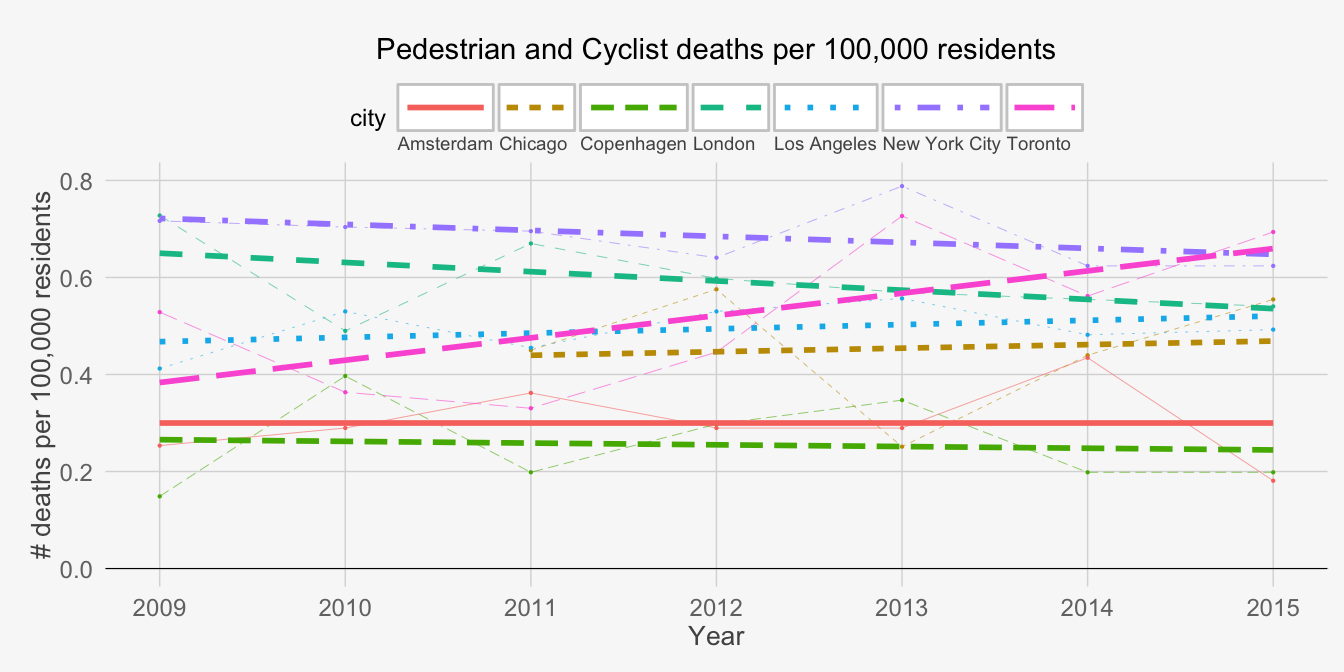 Pedestrian and Cyclist deaths per 100,000 residents
city
Amsterdam Chicago Copenhagen London Los Angeles New York City Toronto
# deaths per 100,000 residents
0.8
0.6
0.4
0.2
0.0
2009 2010 2011 2012 2013 2014 2015
Year